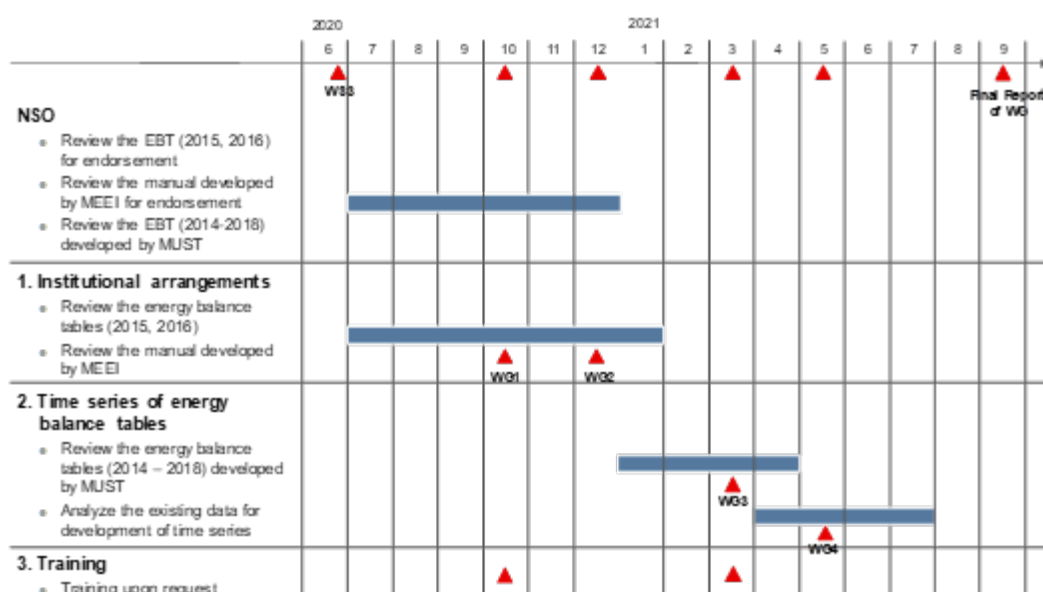 2020 2021
6 7 8 9 10 11 12 1 2 3 4 5 6 7 8 9
WS3
Final Report
of WG
NSO
Review the EBT (2015, 2016)
for endorsement
Review the manual developed
by MEEI for endorsement
Review the EBT (2014-2018)
developed by MUST
1. Institutional arrangements
Review the energy balance
tables (2015, 2016)
Review the manual developed
by MEEI
WG1 WG2
2. Time series of energy
balance tables
Review the energy balance
tables (2014 – 2018) developed
by MUST
WG3
Analyze the existing data for
development of time series
WG4
3. Training
Training upon request